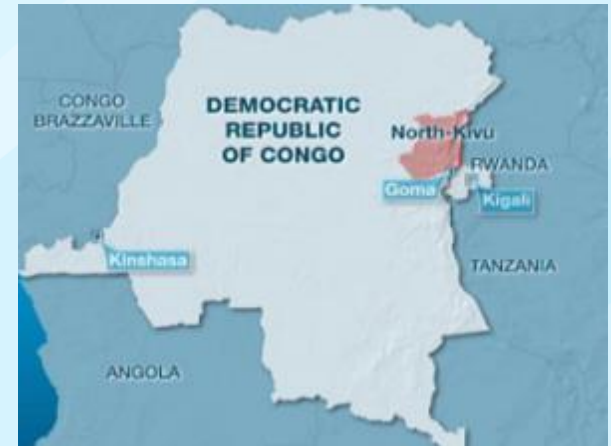 CONGO
BRAZZAVILLE
DEMOCRATIC
REPUBLIC
OF CONGO
North-Kivu
RWANDA
Goma
Kigali
Kinshasa
TANZANIA
ANGOLA